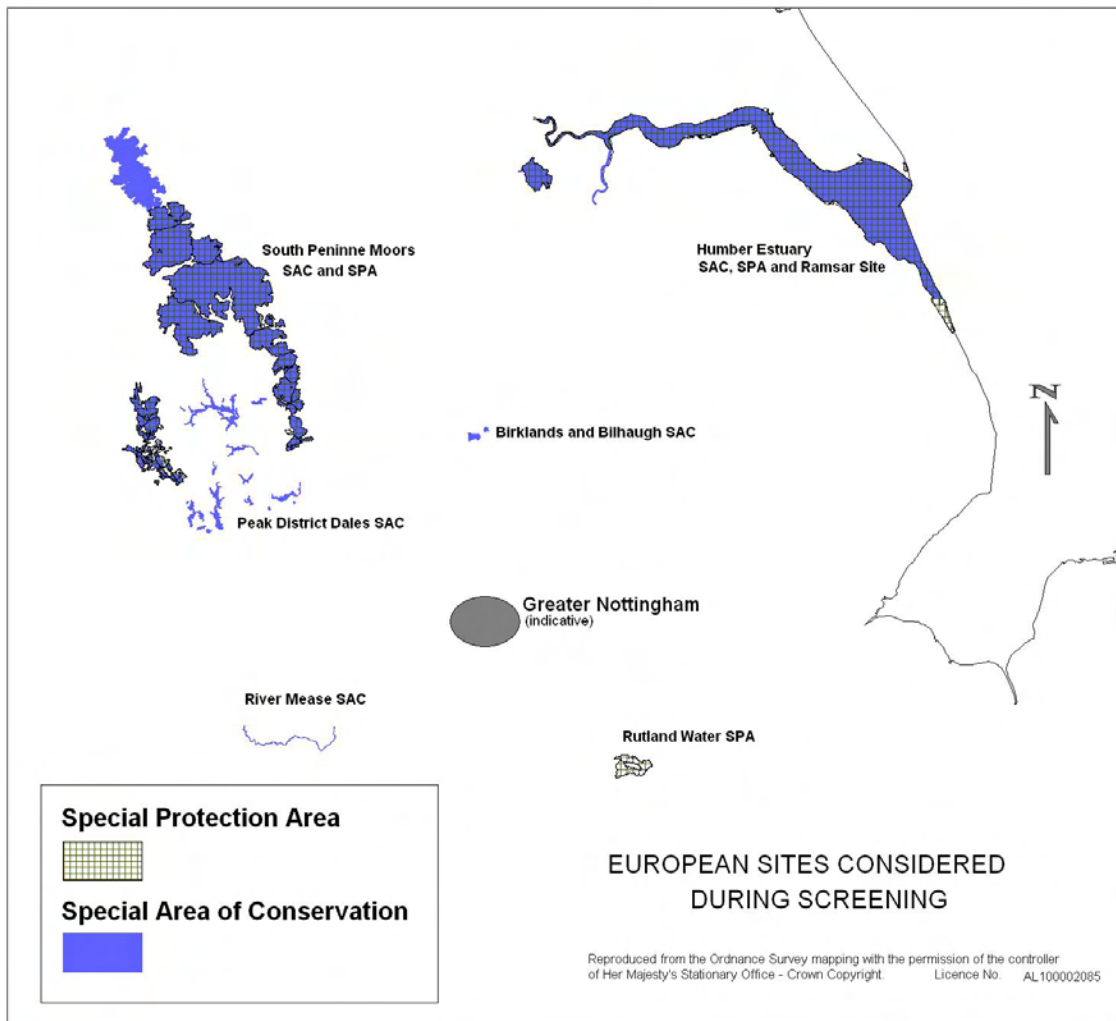 South Peninne Moors
SAC and SPA
Humber Estuary
SAC, SPA and Ramsar Site
N
Birklands and Bilhaugh SAC
Peak District Dales SAC
Greater Nottingham
(indicative)
River Mease SAC
Rutland Water SPA
Special Protection Area
Special Area of Conservation
EUROPEAN SITES CONSIDERED
DURING SCREENING
Reproduced from the Ordnance Survey mapping with the permission of the controller
of Her Majesty's Stationary Office - Crown Copyright. Licence No. AL100002085